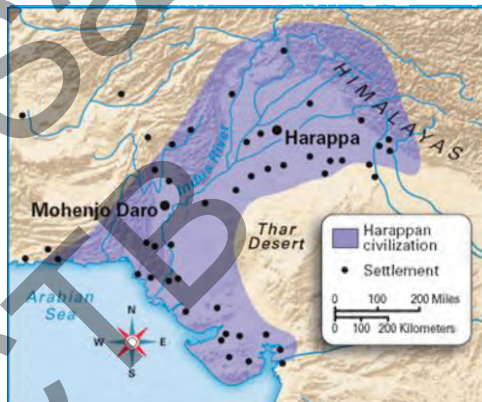 HIMALAYAS
Harappa
Indus River
Mohenjo Daro
Thar
Desert
Arabian
Sea
N
W E
S
Harappan
civilization
Settlement
0 100 200 Miles
0 100 200 Kilometers